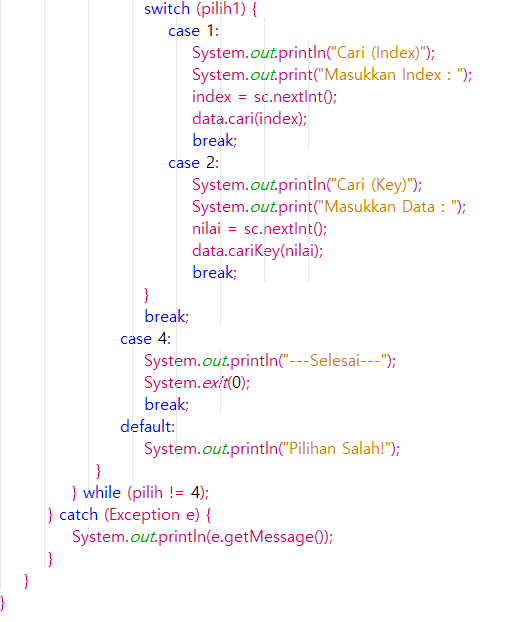 switch (pilih1) {
case 1:
System.out.println("Cari (Index)");
System.out.print("Masukkan Index : ");
index = sc.nextInt();
data.cari(index);
break;
case 2:
System.out.println("Cari (Key)");
System.out.print("Masukkan Data : ");
nilai = sc.nextInt();
data.cariKey(nilai);
break;
}
break;
case 4:
System.out.println("---Selesai---");
System.exit(0);
break;
default:
System.out.println("Pilihan Salah!");
}
} while (pilih != 4);
} catch (Exception e) {
System.out.println(e.getMessage());
}
}
}